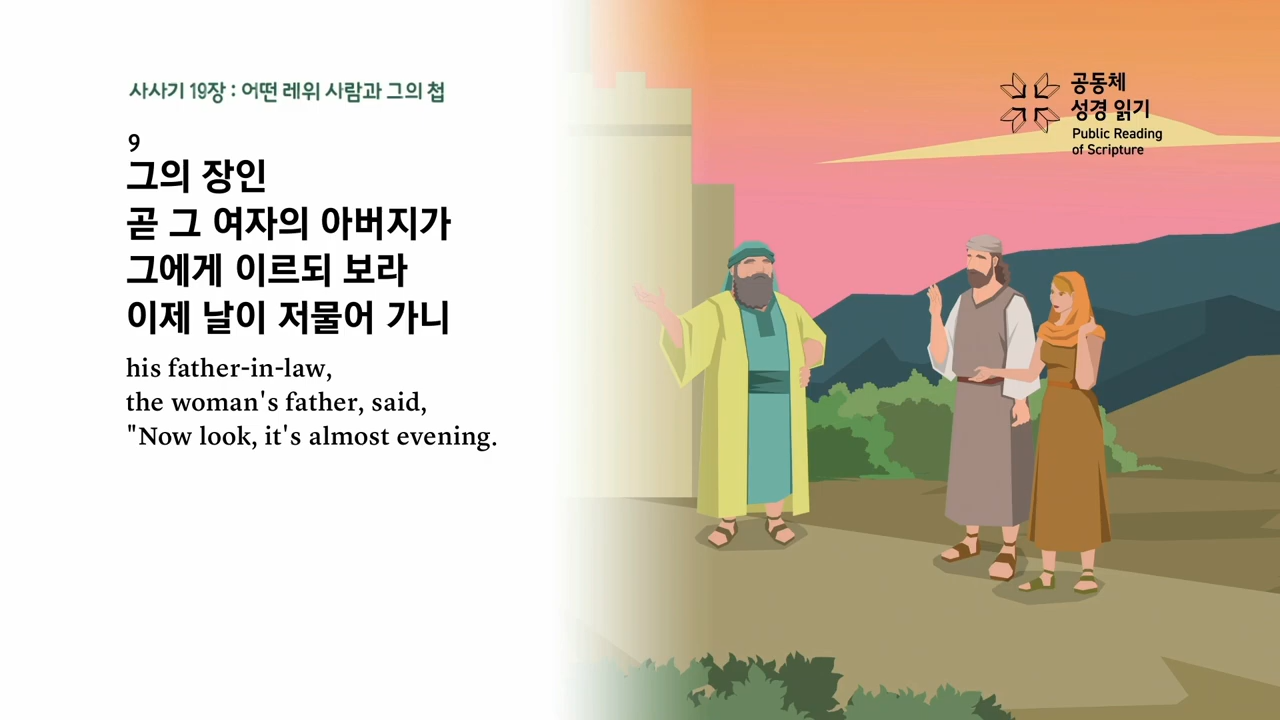 사사기 19장 : 어떤 레위 사람과 그의 첩
9
그의 장인
곧 그 여자의 아버지가
그에게 이르되 보라
이제 날이 저물어 가니
his father-in-law,
the woman's father, said,
"Now look, it's almost evening.
공동체
성경 읽기
Public Reading
of Scripture